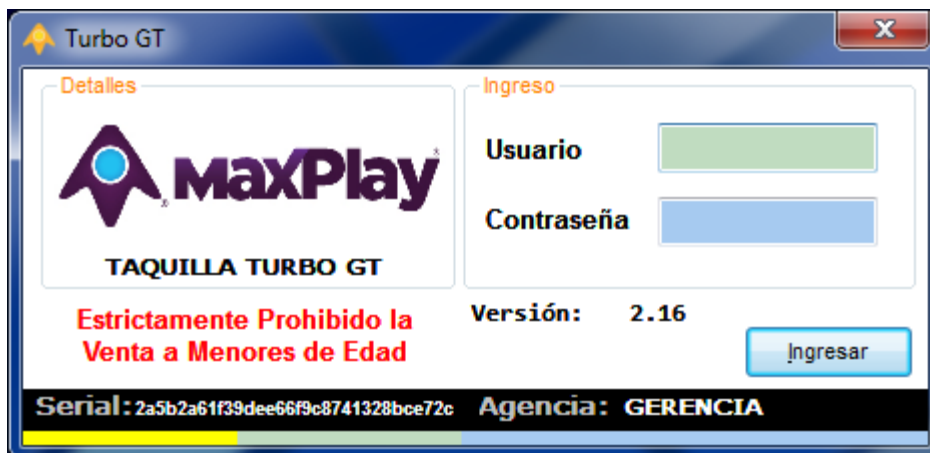 Turbo GT
Detalles
MaxPlay
TAQUILLA TURBO GT
Estrictamente Prohibido la
Venta a Menores de Edad
Ingreso
Usuario
Contraseña
Versión: 2.16
Ingresar
Serial: 2a5b2a61f39dee66f9c8741328bce72c Agencia: GERENCIA